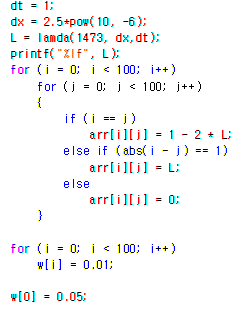 dt = 1;
dx = 2.5*pow(10, -6);
L = lamda(1473, dx,dt);
printf("%lf", L);
for (i = 0; i < 100; i++)
for (j = 0; j < 100; j++)
{
if (i == j)
arr[i][j] = 1 - 2 * L;
else if (abs(i - j) == 1)
arr[i][j] = L;
else
arr[i][j] = 0;
}
for (i = 0; i < 100; i++)
w[i] = 0.01;
w[0] = 0.05;